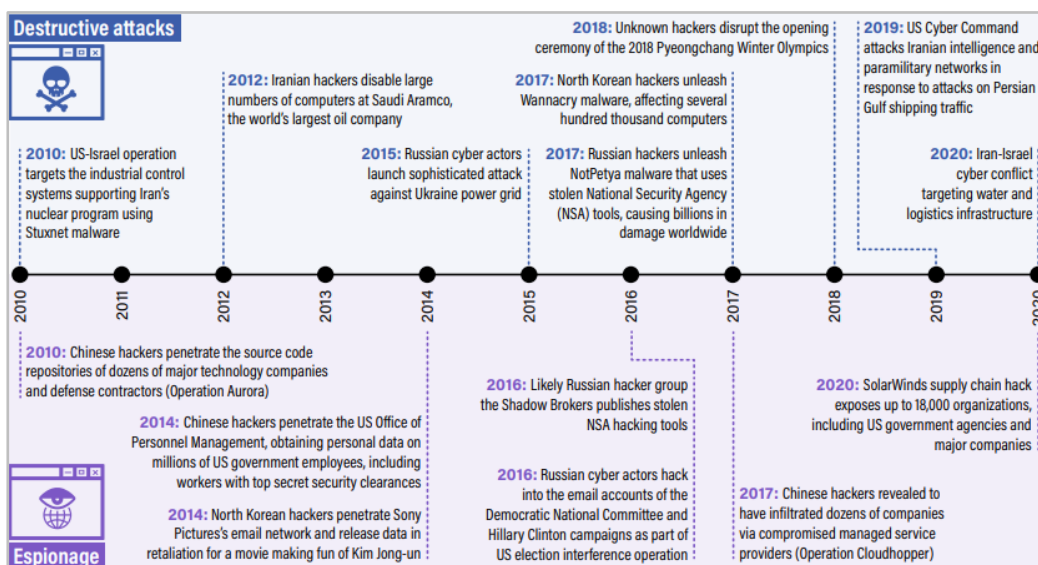 Destructive attacks
2010: US-Israel operation
targets the industrial control
systems supporting Iran's
nuclear program using
Stuxnet malware
2012: Iranian hackers disable large
numbers of computers at Saudi Aramco,
the world's largest oil company
2015: Russian cyber actors
launch sophisticated attack
against Ukraine power grid
2018: Unknown hackers disrupt the opening
ceremony of the 2018 Pyeongchang Winter Olympics
2017: North Korean hackers unleash
Wannacry malware, affecting several
hundred thousand computers
2017: Russian hackers unleash
NotPetya malware that uses
stolen National Security Agency
(NSA) tools, causing billions in
damage worldwide
2019: US Cyber Command
attacks Iranian intelligence and
paramilitary networks in
response to attacks on Persian
Gulf shipping traffic
2020: Iran-Israel
cyber conflict
targeting water and
logistics infrastructure
2010
2011
2012
2013
2014
2015
2016
2017
2018
2019
2020
2010: Chinese hackers penetrate the source code
repositories of dozens of major technology companies
and defense contractors (Operation Aurora)
2014: Chinese hackers penetrate the US Office of
Personnel Management, obtaining personal data on
millions of US government employees, including
workers with top secret security clearances
2014: North Korean hackers penetrate Sony
Pictures's email network and release data in
retaliation for a movie making fun of Kim Jong-un
2016: Likely Russian hacker group
the Shadow Brokers publishes stolen
NSA hacking tools
2016: Russian cyber actors hack
into the email accounts of the
Democratic National Committee and
Hillary Clinton campaigns as part of
US election interference operation
2017: Chinese hackers revealed to
have infiltrated dozens of companies
via compromised managed service
providers (Operation Cloudhopper)
2020: SolarWinds supply chain hack
exposes up to 18,000 organizations,
including US government agencies and
major companies
Espionage